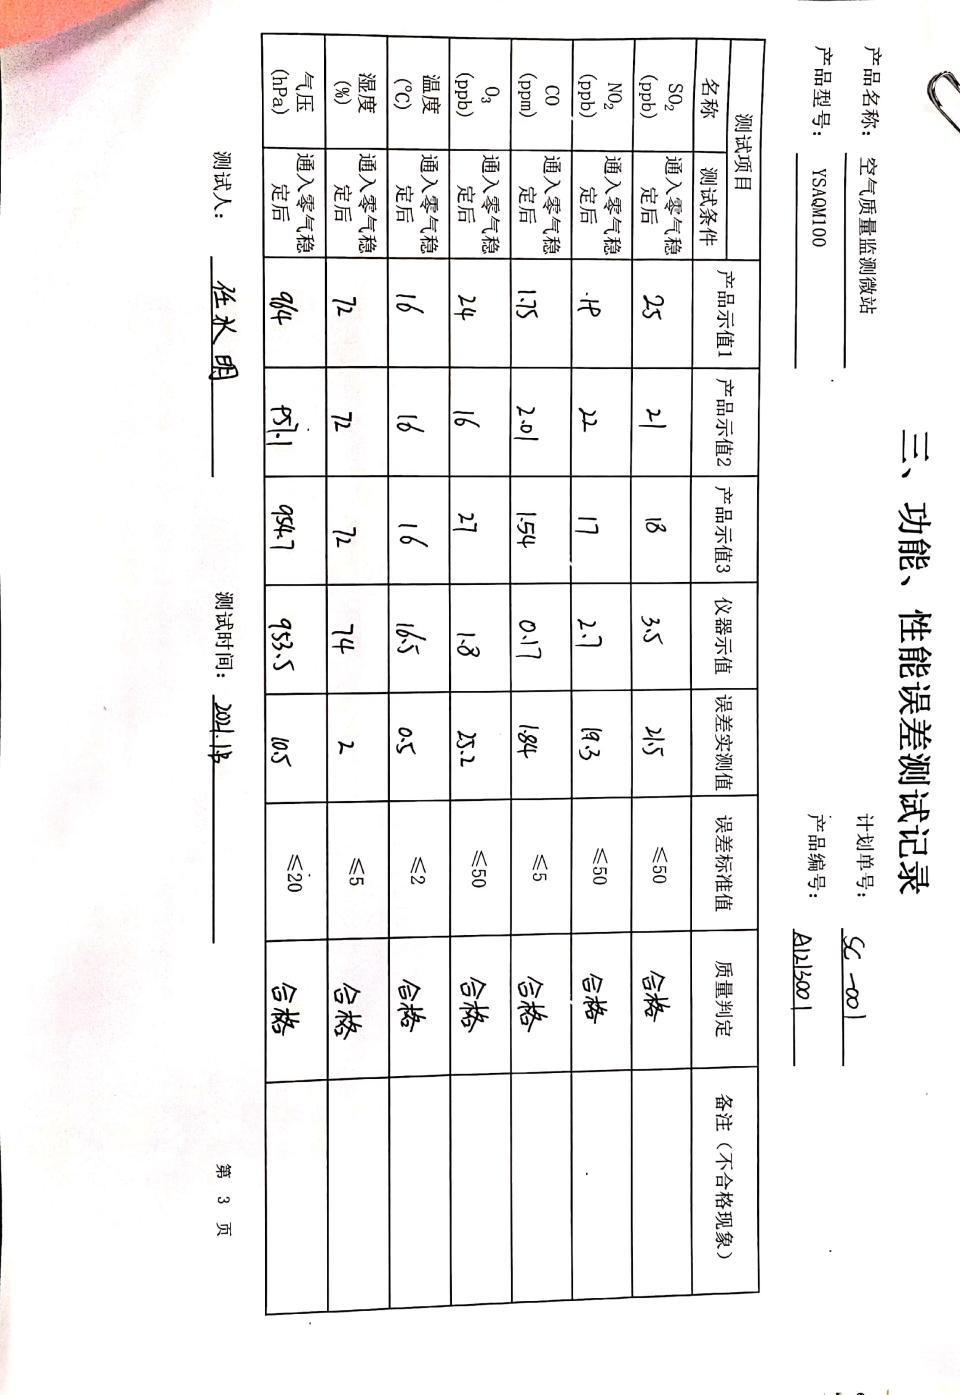 三、功能、性能误差测试记录
产品名称: 空气质量监测微站 计划单号: SC-001
产品型号: YSAQM100 产品编号: A1213001
测试项目 产品示值1 产品示值2 产品示值3 仪器示值 误差实测值 误差标准值 质量判定 备注（不合格现象）
名称 测试条件
SO₂ (ppb) 通入零气稳定后 25 21 18 3.5 21.5 ≤50 合格
NO₂ (ppb) 通入零气稳定后 22 17 2.7 19.3 ≤50 合格
CO (ppm) 通入零气稳定后 1.75 2.01 1.54 0.17 1.84 ≤5 合格
O₃ (ppb) 通入零气稳定后 24 16 27 1.8 25.2 ≤50 合格
温度 (℃) 通入零气稳定后 16 16 16 16.5 0.5 ≤2 合格
湿度 (%) 通入零气稳定后 72 72 72 74 2 ≤5 合格
气压 (hPa) 通入零气稳定后 964 954.7 953.5 10.5 ≤20 合格
测试人: 任永明 测试时间:
第 3 页